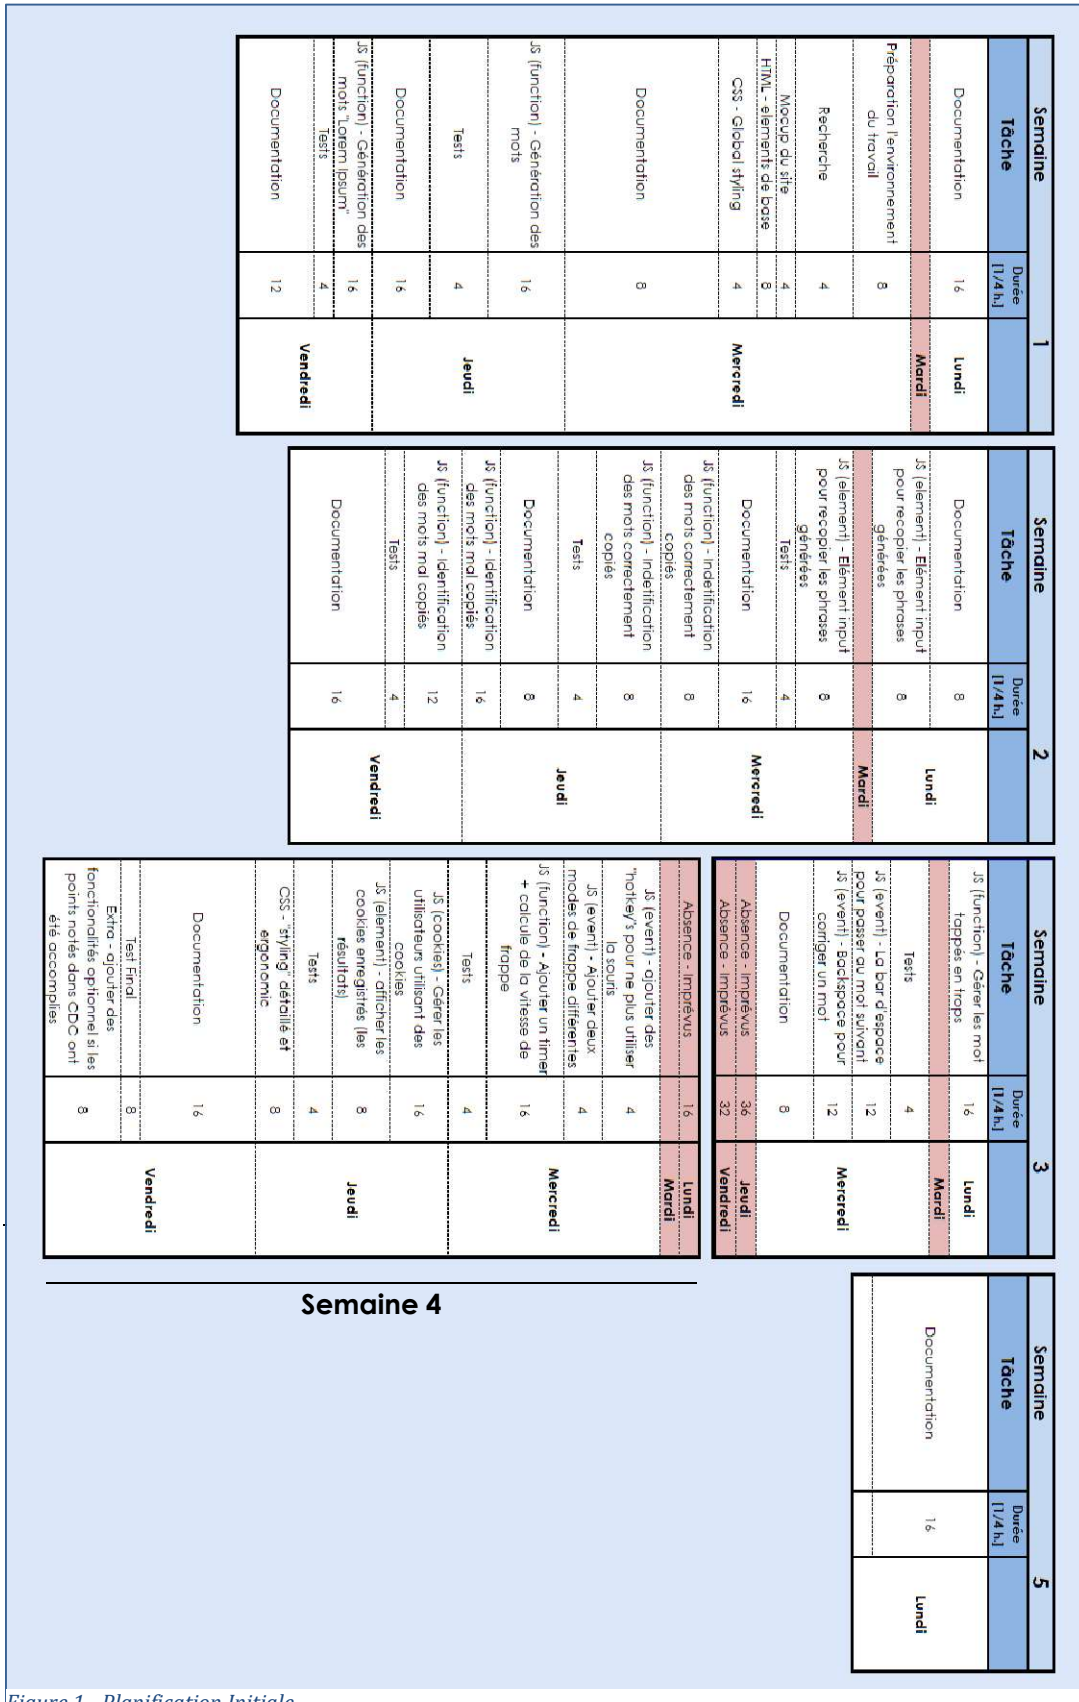 Semaine 1
Tâche
Durée
[1/4 h.]
Documentation 16 Lundi
Mardi
Préparation l'environnement
du travail 8
Recherche 4
Mocup du site 4
HTML - elements de base 8
CSS - Global styling 4
Mercredi
Documentation 8
JS (function) - Génération des
mots 16
Tests 4
Jeudi
Documentation 16
JS (function) - Génération des
mots "Lorem Ipsum" 16
Tests 4
Vendredi
Documentation 12
Semaine 2
Tâche
Durée
[1/4 h.]
Documentation 8
Lundi
JS (element) - Elément input
pour recopier les phrases
générées 8
Mardi
JS (element) - Elément input
pour recopier les phrases
générées 8
Tests 4
Mercredi
Documentation 16
JS (function) - Indetification
des mots correctement
copiés 8
JS (function) - Indetification
des mots correctement
copiés 8
Tests 4
Jeudi
Documentation 8
JS (function) - Identification
des mots mal copiés 16
JS (function) - Identification
des mots mal copiés 12
Tests 4
Vendredi
Documentation 16
Semaine 3
Tâche
Durée
[1/4 h.]
JS (function) - Gérer les mot
tappés en trops 16
Lundi
Mardi
Tests 4
JS (event) - La bar d'espace
pour passer au mot suivant 12
Mercredi
JS (event) - Backspace pour
corriger un mot 12
Documentation 8
Absence - Imprévus 36 Jeudi
Absence - Imprévus 32 Vendredi
Absence - Imprévus 16 Lundi
Mardi
JS (event) - ajouter des
"hotkey's pour ne plus utiliser
la souris 4
JS (event) - Ajouter deux
modes de frappe différentes 4
Mercredi
JS (function) - Ajouter un timer
+ calcule de la vitesse de
frappe 16
Tests 4
JS (cookies) - Gérer les
utilisateurs utilisant des
cookies 16
JS (element) - afficher les
cookies enregistrés (les
résultats) 8
Jeudi
Tests 4
CSS - "styling" détaillé et
ergonomic 8
Documentation 16
Vendredi
Test Final 8
Extra - ajouter des
fonctionalités optionnel si les
points notés dans CDC ont
été accomplies 8
Semaine 4
Semaine 5
Tâche
Durée
[1/4 h.]
Documentation 16 Lundi
Figure 1 - Planification Initiale